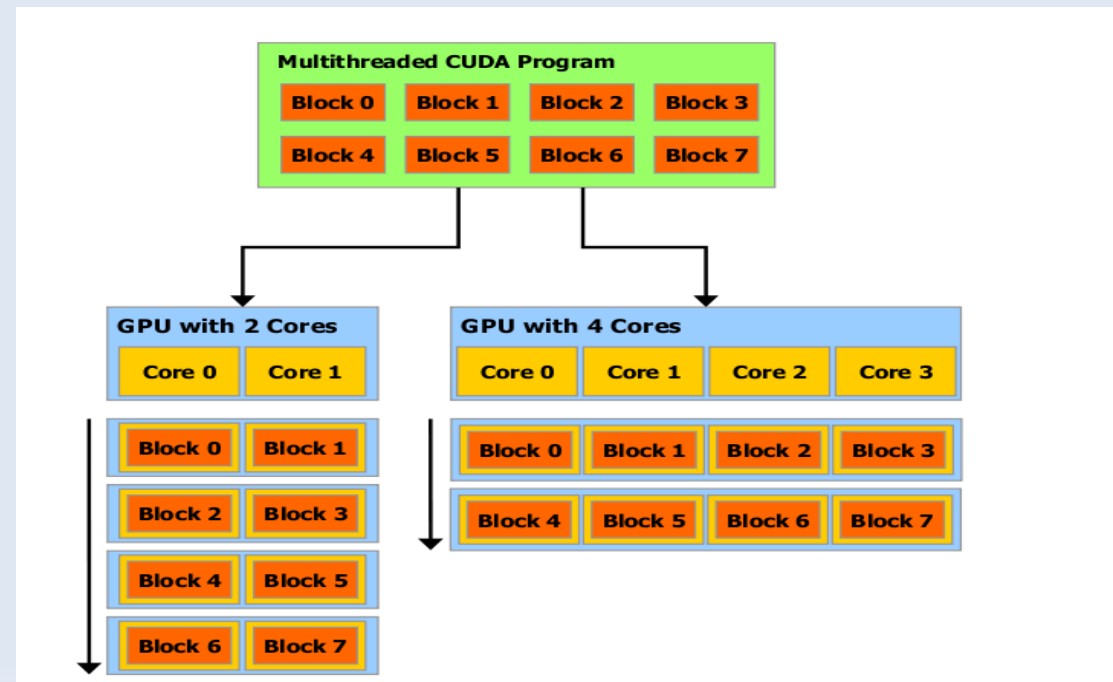 Multithreaded CUDA Program
Block 0 Block 1 Block 2 Block 3
Block 4 Block 5 Block 6 Block 7
GPU with 2 Cores
Core 0 Core 1
Block 0 Block 1
Block 2 Block 3
Block 4 Block 5
Block 6 Block 7
GPU with 4 Cores
Core 0 Core 1 Core 2 Core 3
Block 0 Block 1 Block 2 Block 3
Block 4 Block 5 Block 6 Block 7